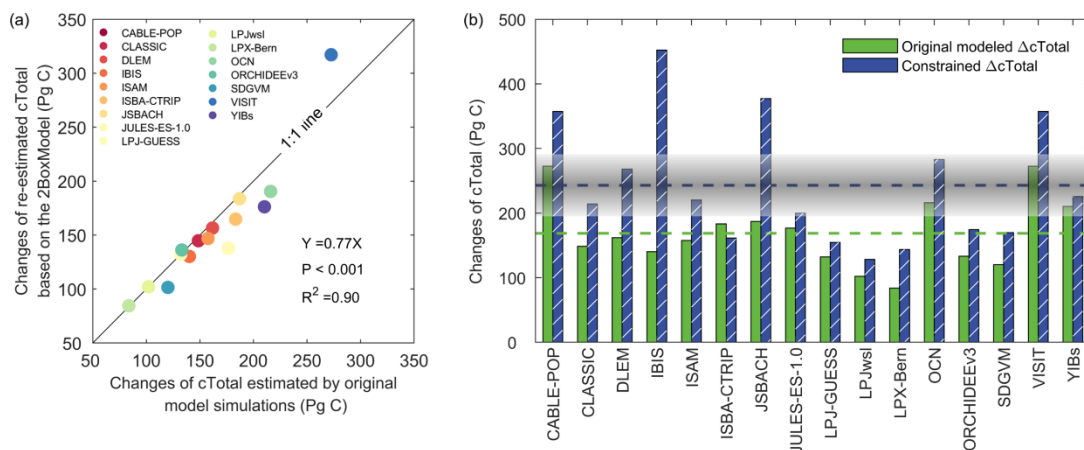 (a)
Changes of re-estimated cTotal
based on the 2BoxModel (Pg C)
350
300
250
200
150
100
50
CABLE-POP
CLASSIC
DLEM
IBIS
ISAM
ISBA-CTRIP
JSBACH
JULES-ES-1.0
LPJ-GUESS
LPJwsl
LPX-Bern
OCN
ORCHIDEEv3
SDGVM
VISIT
YIBs
1:1 line
Y =0.77X
P < 0.001
R² = 0.90
50 100 150 200 250 300 350
Changes of cTotal estimated by original
model simulations (Pg C)
(b)
Changes of cTotal (Pg C)
500
400
300
200
100
0
Original modeled ΔcTotal
Constrained ΔcTotal
CABLE-POP
CLASSIC
DLEM
IBIS
ISAM
ISBA-CTRIP
JSBACH
JULES-ES-1.0
LPJ-GUESS
LPJwsl
LPX-Bern
OCN
ORCHIDEEv3
SDGVM
VISIT
YIBs